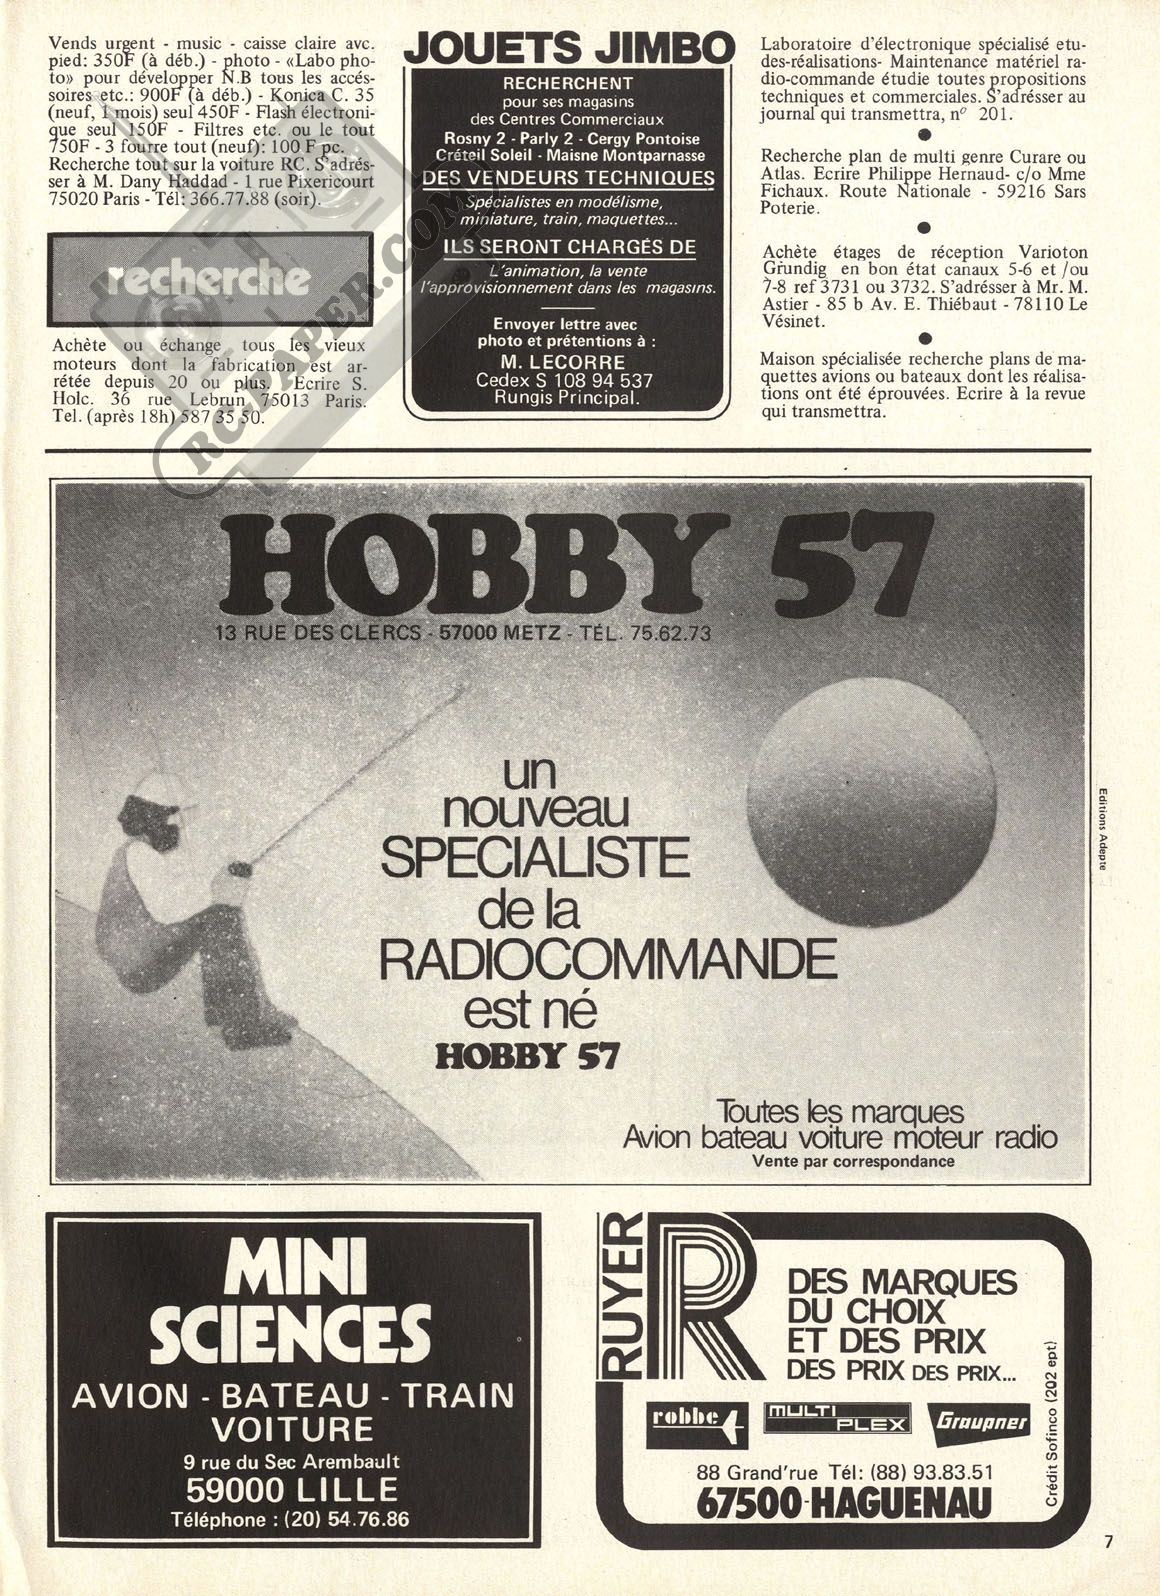 Vends urgent - music - caisse claire avc.
pied: 350F (à déb.) - photo - «Labo pho-
to» pour développer N.B tous les accés-
soires etc.: 900F (à déb.) - Konica C. 35
(neuf, 1 mois) seul 450F - Flash électroni-
que seul 150F - Filtres etc. ou le tout
750F - 3 fourre tout (neuf): 100 F pc.
Recherche tout sur la voiture RC. S'adrés-
ser à M. Dany Haddad - 1 rue Pixericourt
75020 Paris - Tél: 366.77.88 (soir).
recherche
Achète ou échange tous les vieux
moteurs dont la fabrication est ar-
rétée depuis 20 ou plus. Ecrire S.
Holc. 36 rue Lebrun 75013 Paris.
Tel. (après 18h) 587 35 50.
RC-PAPER.COM
JOUETS JIMBO
RECHERCHENT
pour ses magasins
des Centres Commerciaux
Rosny 2 - Parly 2 - Cergy Pontoise
Créteil Soleil - Maisne Montparnasse
DES VENDEURS TECHNIQUES
Spécialistes en modélisme,
miniature, train, maquettes...
ILS SERONT CHARGÉS DE
L'animation, la vente
l'approvisionnement dans les magasins.
Envoyer lettre avec
photo et prétentions à :
M. LECORRE
Cedex S 108 94 537
Rungis Principal.
Laboratoire d'électronique spécialisé etu-
des-réalisations- Maintenance matériel ra-
dio-commande étudie toutes propositions
techniques et commerciales. S'adrésser au
journal qui transmettra, nº 201.
Recherche plan de multi genre Curare ou
Atlas. Ecrire Philippe Hernaud- c/o Mme
Fichaux. Route Nationale - 59216 Sars
Poterie.
Achète étages de réception Varioton
Grundig en bon état canaux 5-6 et /ou
7-8 ref 3731 ou 3732. S'adrésser à Mr. M.
Astier - 85 b Av. E. Thiébaut - 78110 Le
Vésinet.
Maison spécialisée recherche plans de ma-
quettes avions ou bateaux dont les réalisa-
tions ont été éprouvées. Ecrire à la revue
qui transmettra.
HOBBY 57
13 RUE DES CLERCS - 57000 METZ - TÉL. 75.62.73
un
nouveau
SPECIALISTE
de la
RADIOCOMMANDE
est né
HOBBY 57
Toutes les marques
Avion bateau voiture moteur radio
Vente par correspondance
Editions Adepte
MINI
SCIENCES
AVION - BATEAU - TRAIN
VOITURE
9 rue du Sec Arembault
59000 LILLE
Téléphone : (20) 54.76.86
RUYER
R
DES MARQUES
DU CHOIX
ET DES PRIX
DES PRIX DES PRIX...
robbe
MULTI
PLEX
Graupner
88 Grand'rue Tél: (88) 93.83.51
67500-HAGUENAU
Crédit Sofinco (202 ept)
7